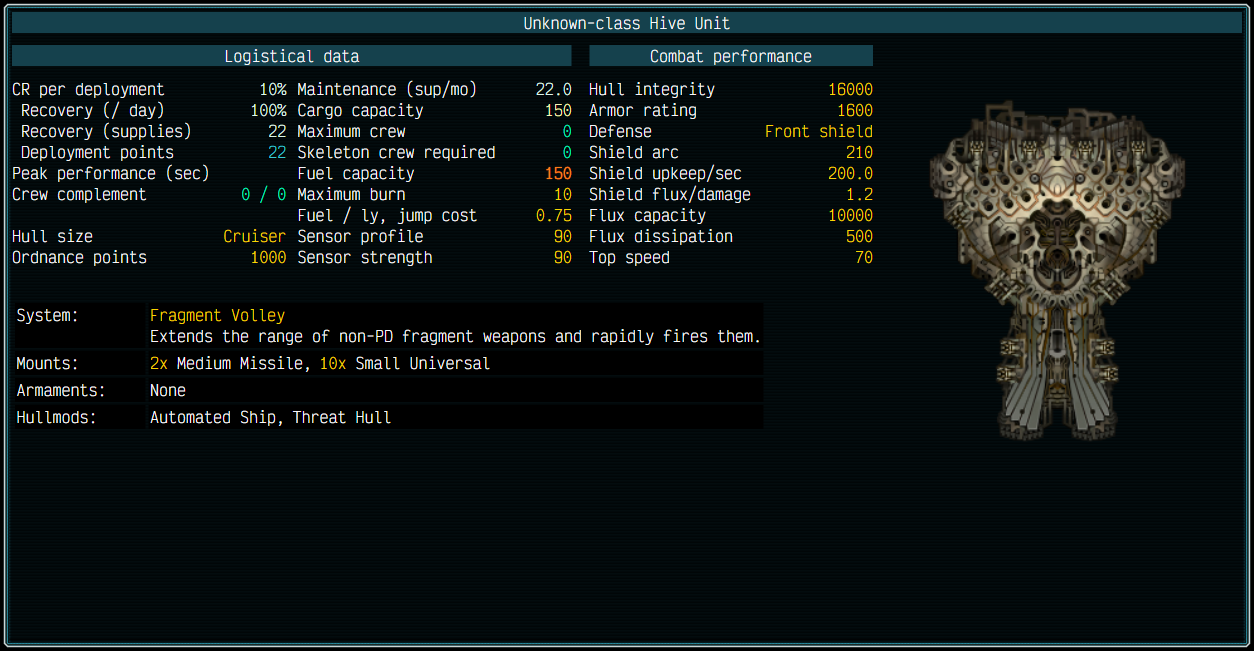 Unknown-class Hive Unit
Logistical data
CR per deployment 10% Maintenance (sup/mo) 22.0
Recovery (/ day) 100% Cargo capacity 150
Recovery (supplies) 22 Maximum crew 0
Deployment points 22 Skeleton crew required 0
Peak performance (sec) Fuel capacity 150
Crew complement 0 / 0 Maximum burn 10
Fuel / ly, jump cost 0.75
Hull size Cruiser Sensor profile 90
Ordnance points 1000 Sensor strength 90
Combat performance
Hull integrity 16000
Armor rating 1600
Defense Front shield
Shield arc 210
Shield upkeep/sec 200.0
Shield flux/damage 1.2
Flux capacity 10000
Flux dissipation 500
Top speed 70
System: Fragment Volley
Extends the range of non-PD fragment weapons and rapidly fires them.
Mounts: 2x Medium Missile, 10x Small Universal
Armaments: None
Hullmods: Automated Ship, Threat Hull